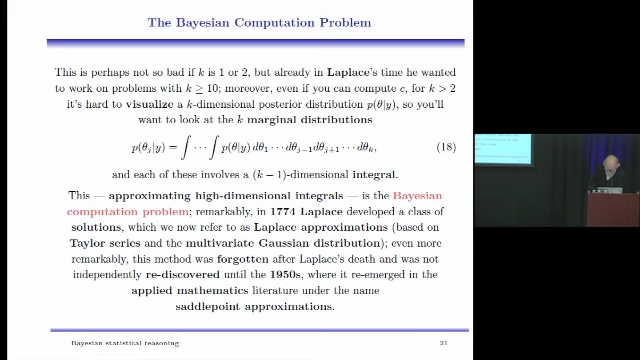 The Bayesian Computation Problem
This is perhaps not so bad if k is 1 or 2, but already in Laplace's time he wanted
to work on problems with k ≥ 10; moreover, even if you can compute c, for k > 2
it's hard to visualize a k-dimensional posterior distribution p(θ|y), so you'll
want to look at the k marginal distributions
p(θⱼ|y) = ∫ ··· ∫ p(θ|y) dθ₁ ··· dθⱼ₋₁ dθⱼ₊₁ ··· dθₖ, (18)
and each of these involves a (k − 1)-dimensional integral.
This — approximating high-dimensional integrals — is the Bayesian
computation problem; remarkably, in 1774 Laplace developed a class of
solutions, which we now refer to as Laplace approximations (based on
Taylor series and the multivariate Gaussian distribution); even more
remarkably, this method was forgotten after Laplace's death and was not
independently re-discovered until the 1950s, where it re-emerged in the
applied mathematics literature under the name
saddlepoint approximations.
Bayesian statistical reasoning 21